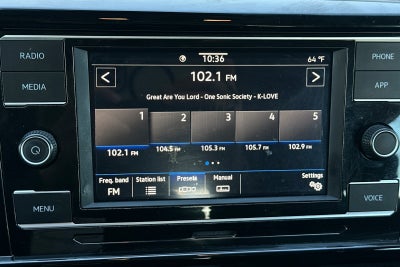 RADIO
MEDIA
MENU
10:36
64 °F
102.1 FM
Great Are You Lord - One Sonic Society - K-LOVE
1 2 3 4 5
102.1 FM 104.5 FM 105.3 FM 105.7 FM 102.9 FM
Freq. band Station list Presets Manual Settings
FM
PHONE
APP
VOICE